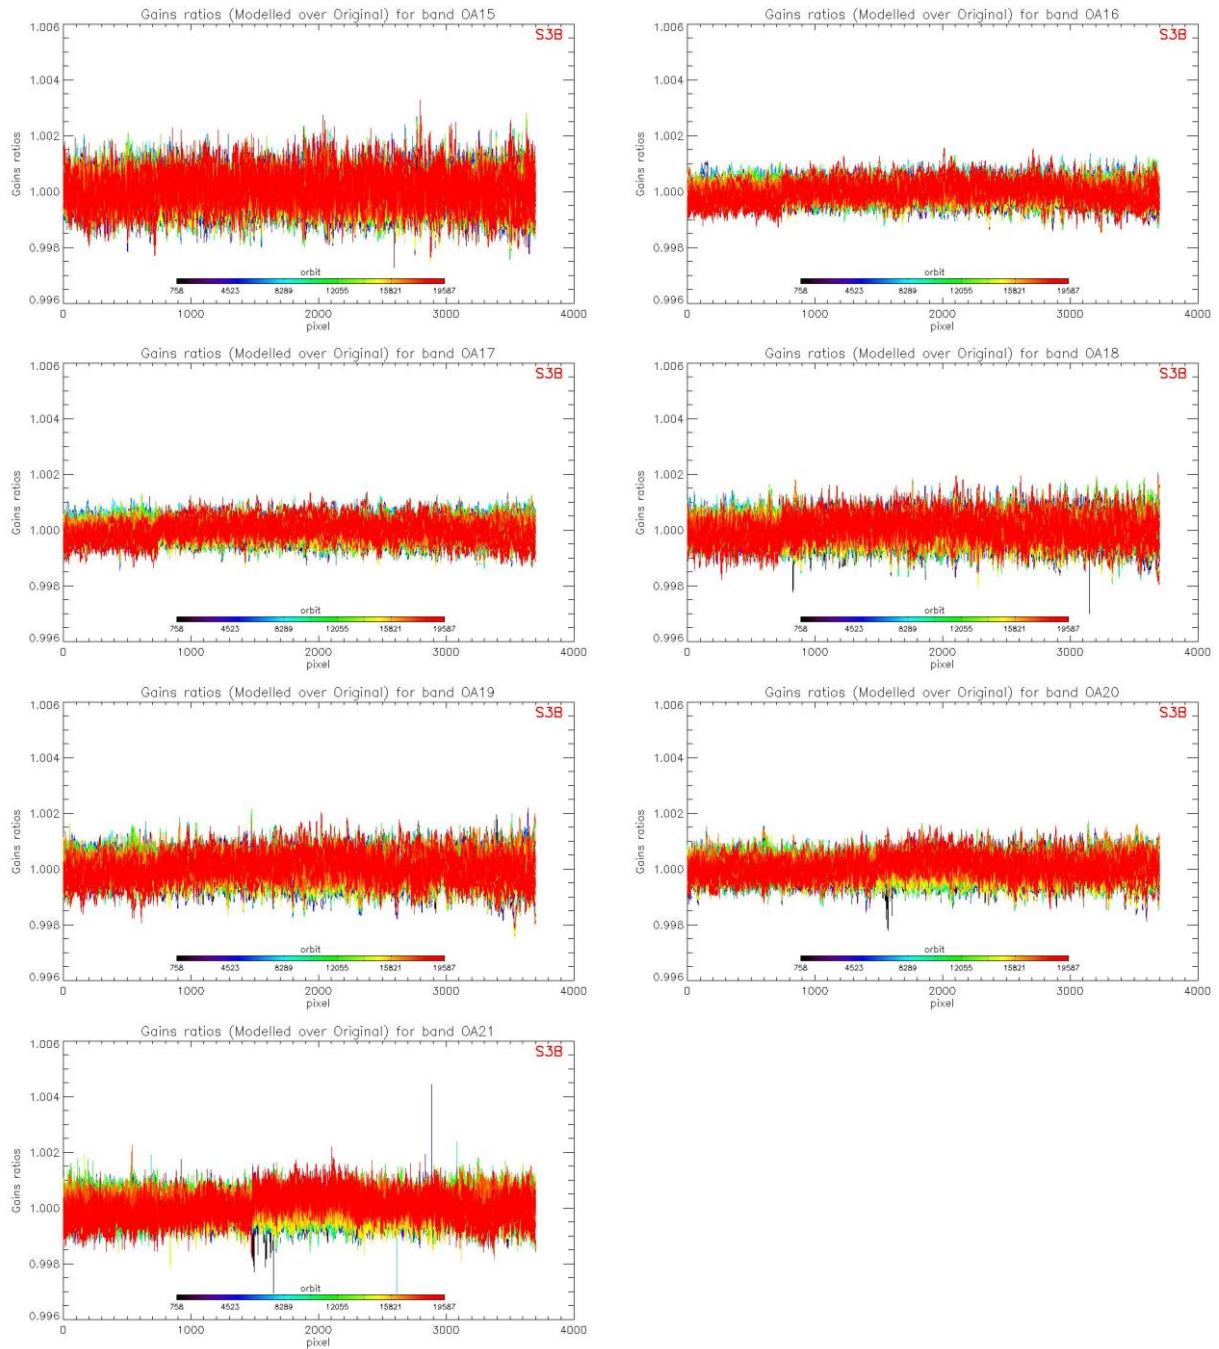 Gains ratios (Modelled over Original) for band OA15
S3B
1.006
1.004
1.002
1.000
0.998
0.996
Gains ratios
orbit
758 4523 8289 12055 15821 19587
0 1000 2000 3000 4000
pixel
Gains ratios (Modelled over Original) for band OA16
S3B
1.006
1.004
1.002
1.000
0.998
0.996
Gains ratios
orbit
758 4523 8289 12055 15821 19587
0 1000 2000 3000 4000
pixel
Gains ratios (Modelled over Original) for band OA17
S3B
1.006
1.004
1.002
1.000
0.998
0.996
Gains ratios
orbit
758 4523 8289 12055 15821 19587
0 1000 2000 3000 4000
pixel
Gains ratios (Modelled over Original) for band OA18
S3B
1.006
1.004
1.002
1.000
0.998
0.996
Gains ratios
orbit
758 4523 8289 12055 15821 19587
0 1000 2000 3000 4000
pixel
Gains ratios (Modelled over Original) for band OA19
S3B
1.006
1.004
1.002
1.000
0.998
0.996
Gains ratios
orbit
758 4523 8289 12055 15821 19587
0 1000 2000 3000 4000
pixel
Gains ratios (Modelled over Original) for band OA20
S3B
1.006
1.004
1.002
1.000
0.998
0.996
Gains ratios
orbit
758 4523 8289 12055 15821 19587
0 1000 2000 3000 4000
pixel
Gains ratios (Modelled over Original) for band OA21
S3B
1.006
1.004
1.002
1.000
0.998
0.996
Gains ratios
orbit
758 4523 8289 12055 15821 19587
0 1000 2000 3000 4000
pixel